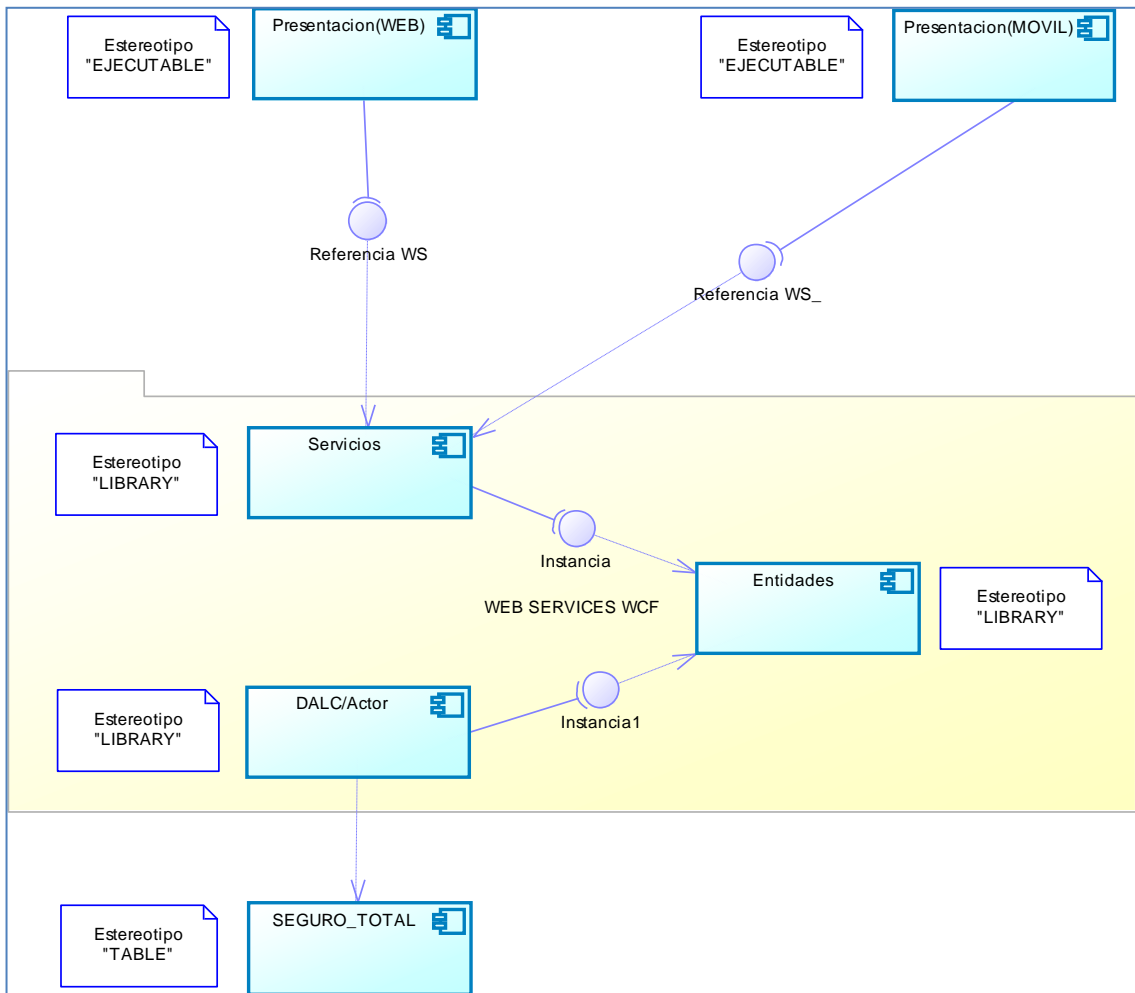 Estereotipo
"EJECUTABLE"
Presentacion(WEB)
Estereotipo
"EJECUTABLE"
Presentacion(MOVIL)
Referencia WS
Referencia WS_
Estereotipo
"LIBRARY"
Servicios
Instancia
WEB SERVICES WCF
Entidades
Estereotipo
"LIBRARY"
Estereotipo
"LIBRARY"
DALC/Actor
Instancia1
Estereotipo
"TABLE"
SEGURO_TOTAL